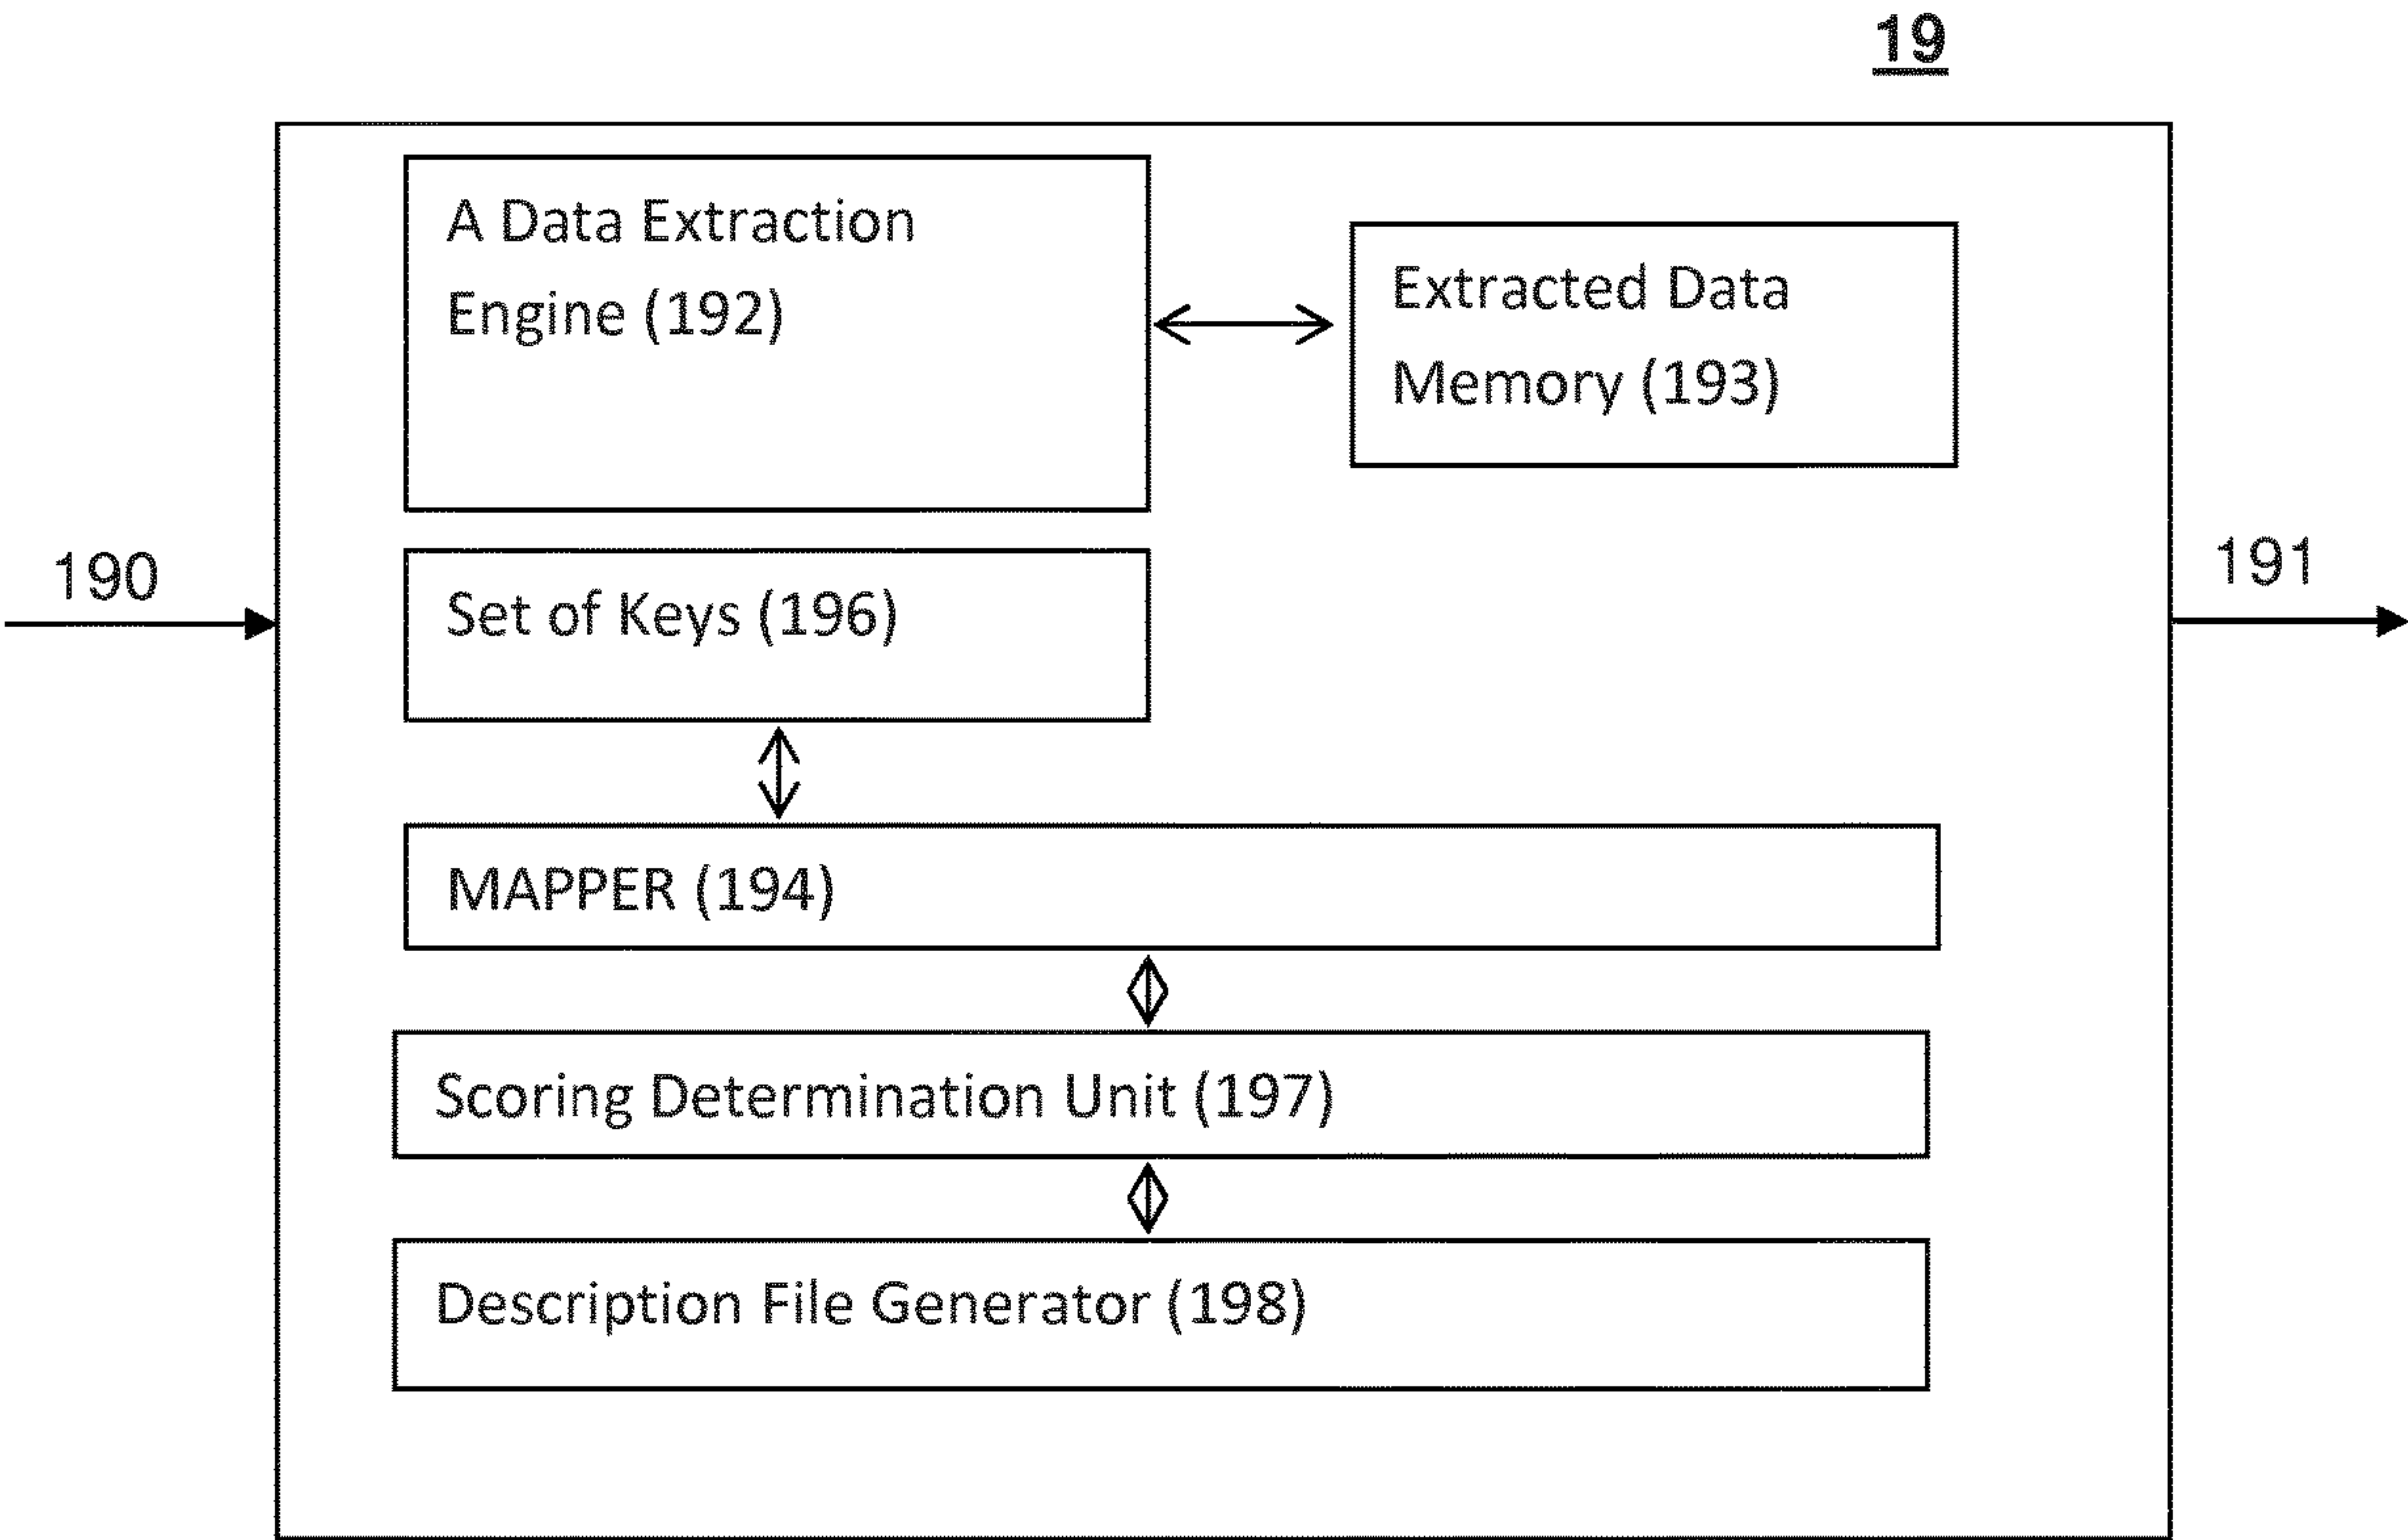 19
A Data Extraction
Engine (192)
Extracted Data
Memory (193)
190
Set of Keys (196)
191
MAPPER (194)
Scoring Determination Unit (197)
Description File Generator (198)